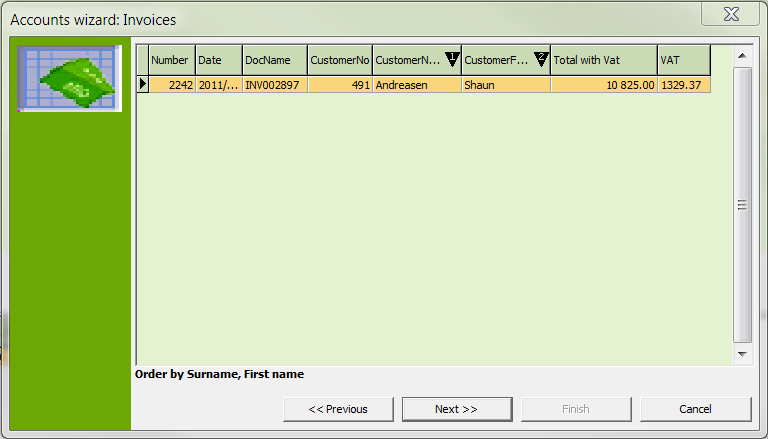 Accounts wizard: Invoices
Number Date DocName CustomerNo CustomerN... 1 CustomerF... 2 Total with Vat VAT
2242 2011/... INV002897 491 Andreasen Shaun 10 825.00 1329.37
Order by Surname, First name
<< Previous Next >> Finish Cancel